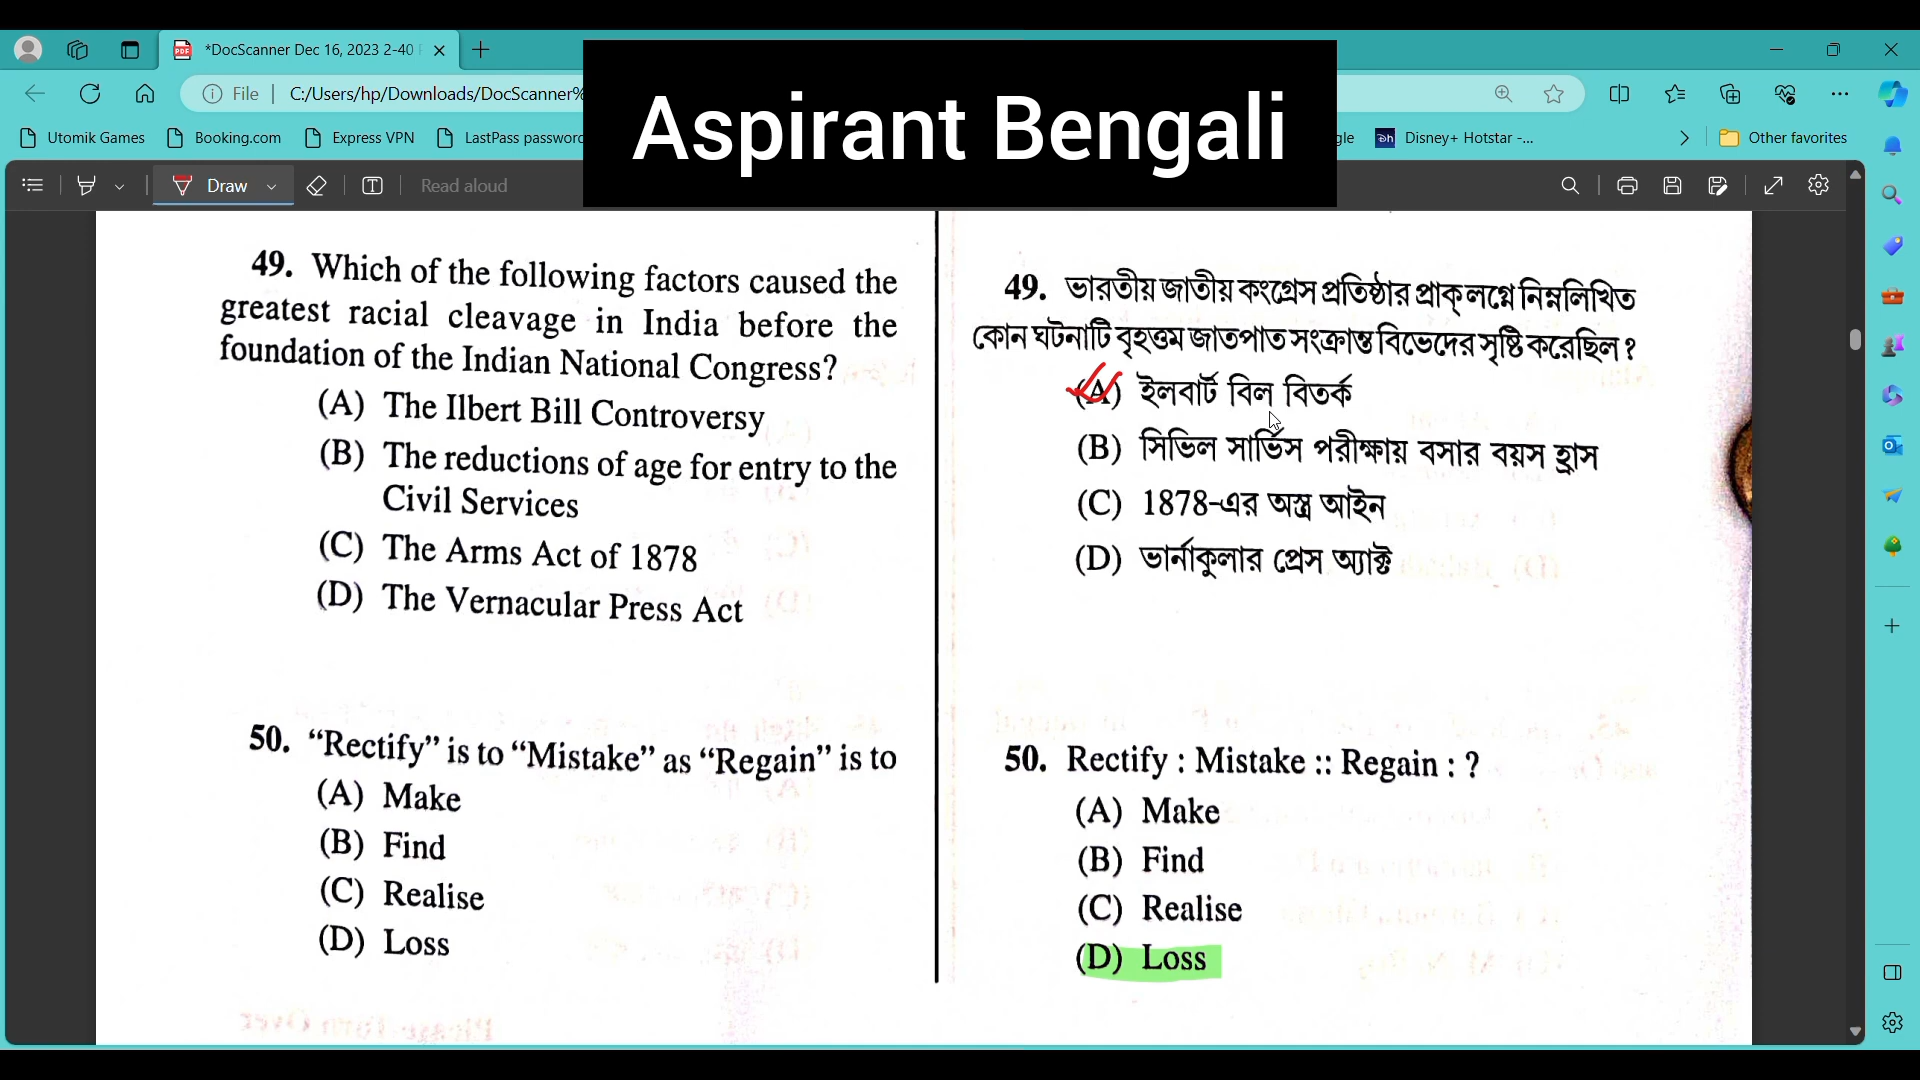 *DocScanner Dec 16, 2023 2-40
File
C:/Users/hp/Downloads/DocScanner%
Aspirant Bengali
Utomik Games
Booking.com
Express VPN
LastPass password
gle
Disney+ Hotstar -...
Other favorites
Draw
Read aloud
49. Which of the following factors caused the
greatest racial cleavage in India before the
foundation of the Indian National Congress?
(A) The Ilbert Bill Controversy
(B) The reductions of age for entry to the
Civil Services
(C) The Arms Act of 1878
(D) The Vernacular Press Act
50. “Rectify” is to “Mistake” as “Regain” is to
(A) Make
(B) Find
(C) Realise
(D) Loss
49. ভারতীয় জাতীয় কংগ্রেস প্রতিষ্ঠার প্রাক্ লগ্নে নিম্নলিখিত
কোন ঘটনাটি বৃহত্তম জাতপাত সংক্রান্ত বিভেদের সৃষ্টি করেছিল ?
(A) ইলবার্ট বিল বিতর্ক
(B) সিভিল সার্ভিস পরীক্ষায় বসার বয়স হ্রাস
(C) 1878-এর অস্ত্র আইন
(D) ভার্নাকুলার প্রেস অ্যাক্ট
50. Rectify : Mistake :: Regain : ?
(A) Make
(B) Find
(C) Realise
(D) Loss